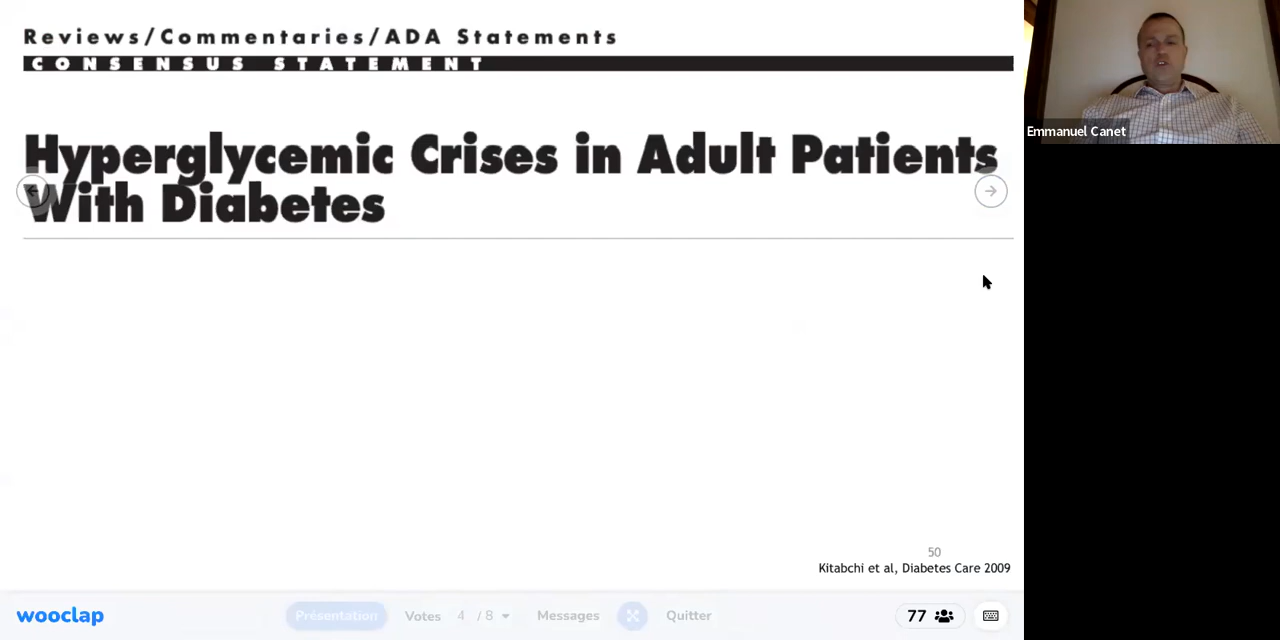 Reviews/Commentaries/ADA Statements
CONSENSUS STATEMENT
Hyperglycemic Crises in Adult Patients
With Diabetes
Emmanuel Canet
50
Kitabchi et al, Diabetes Care 2009
wooclap
Présentation
Votes 4 / 8
Messages
Quitter
77